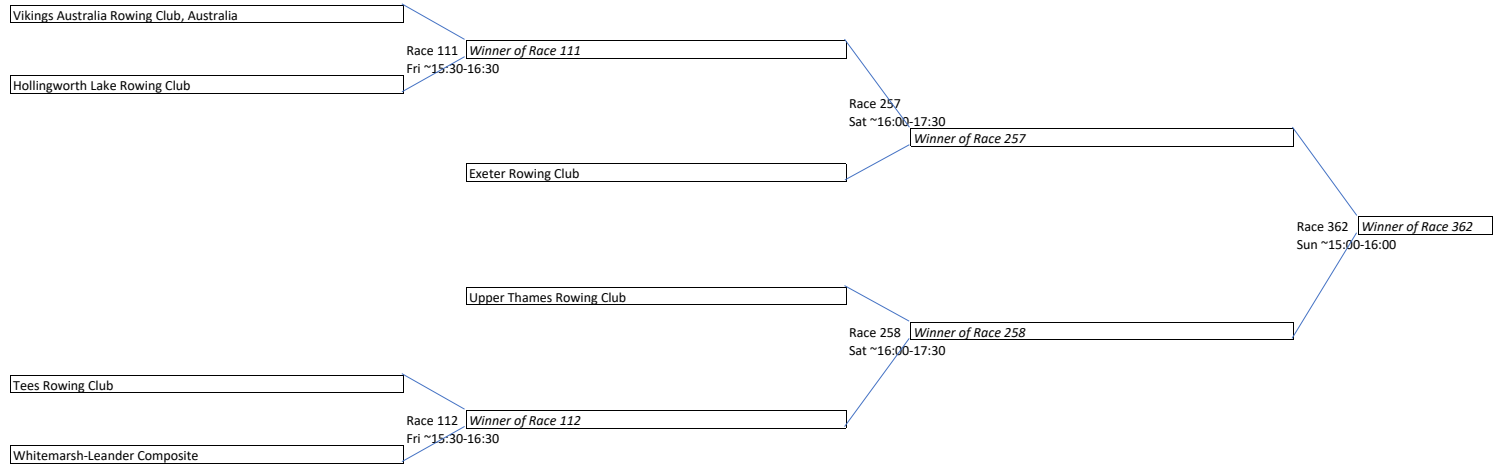 Vikings Australia Rowing Club, Australia
Race 111 Winner of Race 111
Fri ~15:30-16:30
Hollingworth Lake Rowing Club
Race 257
Sat ~16:00-17:30
Winner of Race 257
Exeter Rowing Club
Race 362 Winner of Race 362
Sun ~15:00-16:00
Upper Thames Rowing Club
Race 258 Winner of Race 258
Sat ~16:00-17:30
Tees Rowing Club
Race 112 Winner of Race 112
Fri ~15:30-16:30
Whitemarsh-Leander Composite